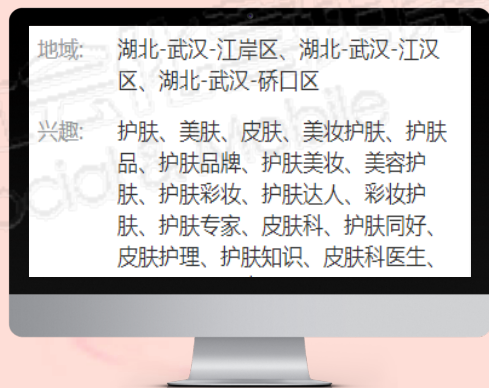 地域: 湖北-武汉-江岸区、湖北-武汉-江汉
区、湖北-武汉-硚口区
兴趣: 护肤、美肤、皮肤、美妆护肤、护肤
品、护肤品牌、护肤美妆、美容护
肤、护肤彩妆、护肤达人、彩妆护
肤、护肤专家、皮肤科、护肤同好、
皮肤护理、护肤知识、皮肤科医生、